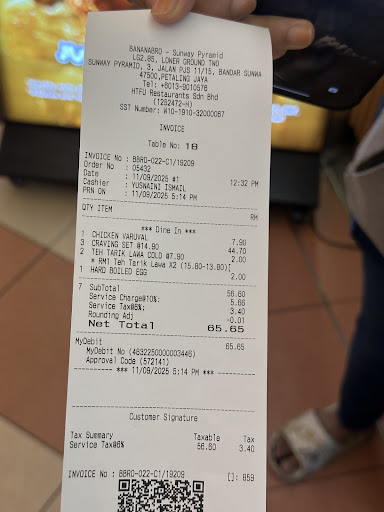 BANANABRO - Sunway Pyramid
LG2.85, LOWER GROUND TWO
SUNWAY PYRAMID, 3, JALAN PJS 11/15, BANDAR SUNWA
47500,PETALING JAYA
Tel: +6013-9010576
HTFU Restaurants Sdn Bhd
(1252472-H)
SST Number: W10-1910-32000067
INVOICE
Table No: 18
INVOICE No : BBRO-022-C1/19209
Order No : 05432
Date : 11/09/2025 #1 12:32 PM
Cashier : YUSNAINI ISMAIL
PRN ON : 11/09/2025 5:14 PM
QTY ITEM RM
*** Dine In ***
1 CHICKEN VARUVAL 7.90
3 CRAVING SET @14.90 44.70
2 TEH TARIK LAWA COLD @7.90 2.00
* RM1 Teh Tarik Lawa X2 (15.80-13.80)[
1 HARD BOILED EGG 2.00
7 SubTotal 56.60
Service Charge@10%: 5.66
Service Tax@6%: 3.40
Rounding Adj -0.01
Net Total 65.65
MyDebit 65.65
MyDebit No (4632250000003446)
Approval Code (572141)
*** 11/09/2025 5:14 PM ***
Customer Signature
Tax Summary Taxable Tax
Service Tax@6% 56.60 3.40
INVOICE No : BBRO-022-C1/19209 []: 859